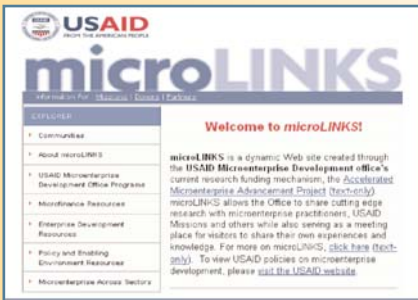 USAID
FROM THE AMERICAN PEOPLE
microLINKS
Information For: Missions | Donors | Partners
EXPLORER
Communities
About microLINKS
USAID Microenterprise
Development Office Programs
Microfinance Resources
Enterprise Development
Resources
Policy and Enabling
Environment Resources
Microenterprise Across Sectors
Welcome to microLINKS!
microLINKS is a dynamic Web site created through
the USAID Microenterprise Development office's
current research funding mechanism, the Accelerated
Microenterprise Advancement Project (text-only).
microLINKS allows the Office to share cutting edge
research with microenterprise practitioners, USAID
Missions and others while also serving as a meeting
place for visitors to share their own experiences and
knowledge. For more on microLINKS, click here (text-
only). To view USAID policies on microenterprise
development, please visit the USAID website.